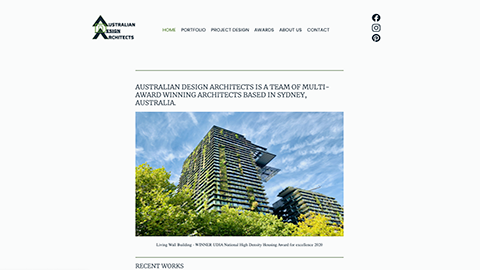 AUSTRALIAN
DESIGN
ARCHITECTS
HOME PORTFOLIO PROJECT DESIGN AWARDS ABOUT US CONTACT
AUSTRALIAN DESIGN ARCHITECTS IS A TEAM OF MULTI-
AWARD WINNING ARCHITECTS BASED IN SYDNEY,
AUSTRALIA.
Living Wall Building - WINNER UDIA National High Density Housing Award for excellence 2020
RECENT WORKS